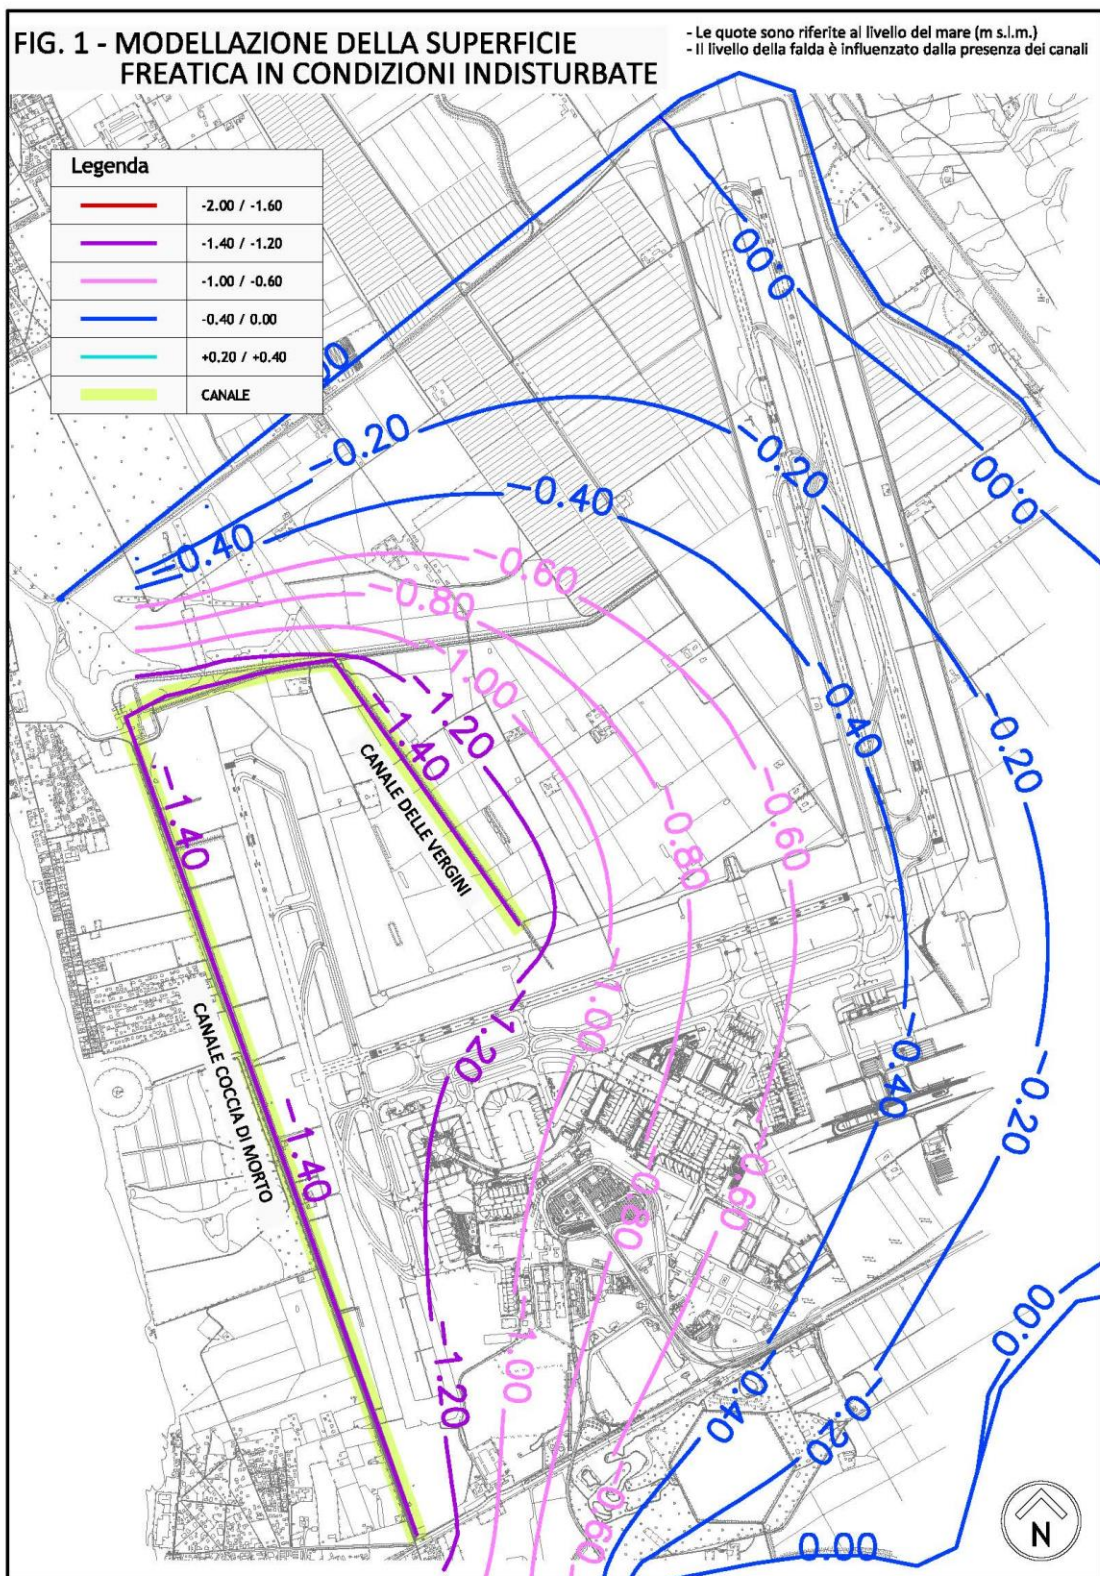 FIG. 1 - MODELLAZIONE DELLA SUPERFICIE
FREATICA IN CONDIZIONI INDISTURBATE
- Le quote sono riferite al livello del mare (m s.l.m.)
- Il livello della falda è influenzato dalla presenza dei canali
Legenda
-2.00 / -1.60
-1.40 / -1.20
-1.00 / -0.60
-0.40 / 0.00
+0.20 / +0.40
CANALE
0.00
-0.20
-0.20
-0.40
-0.40
0.00
-0.60
-0.80
-1.00
-1.20
-1.40
-0.40
-0.20
CANALE DELLE VERGINI
-1.40
-0.80
-0.60
-1.20
-1.00
CANALE COCCIA DI MORTO
-1.40
-0.40
-0.20
-0.80
-0.60
-1.20
-1.00
0.00
-0.40
-0.20
-0.60
0.00
N